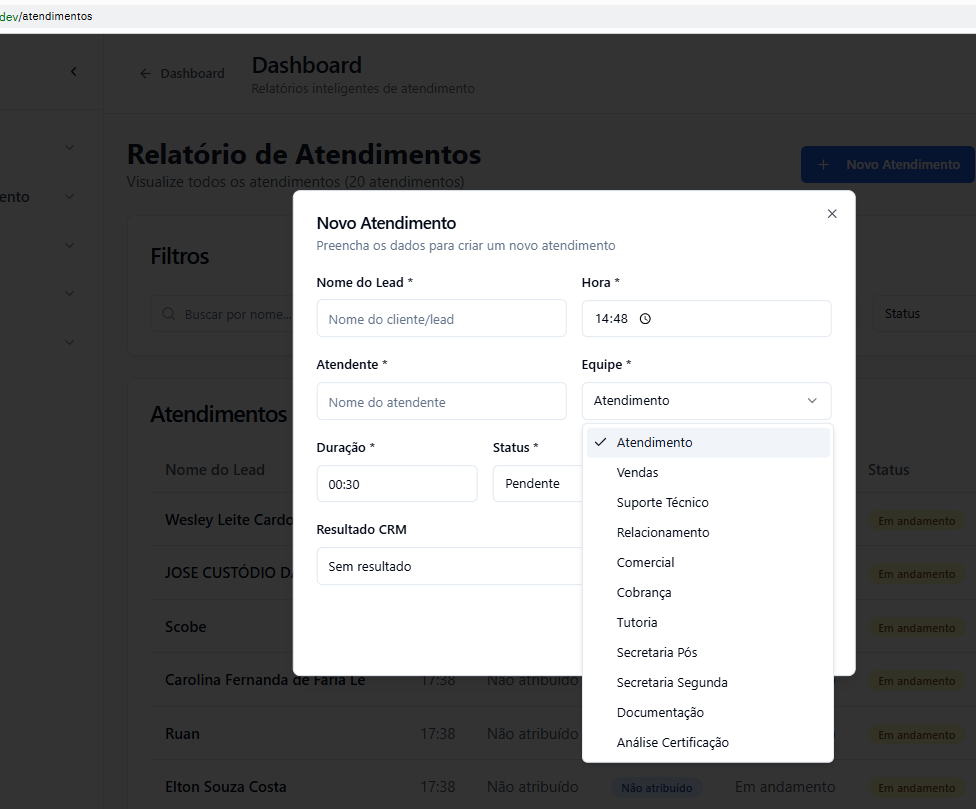 dev/atendimentos
Dashboard
Dashboard
Relatórios inteligentes de atendimento
Relatório de Atendimentos
Visualize todos os atendimentos (20 atendimentos)
Novo Atendimento
ento
Filtros
Buscar por nome...
Status
Novo Atendimento
Preencha os dados para criar um novo atendimento
Nome do Lead *
Hora *
Nome do cliente/lead
14:48
Atendente *
Equipe *
Nome do atendente
Atendimento
Duração *
Status *
00:30
Pendente
Resultado CRM
Sem resultado
Atendimento
Vendas
Suporte Técnico
Relacionamento
Comercial
Cobrança
Tutoria
Secretaria Pós
Secretaria Segunda
Documentação
Análise Certificação
Atendimentos
Nome do Lead
Status
Wesley Leite Cardo
Em andamento
JOSE CUSTÓDIO D
Em andamento
Scobe
Em andamento
Carolina Fernanda de Faria Le
17:38
Não atribuído
Em andamento
Ruan
17:38
Não atribuído
Em andamento
Elton Souza Costa
17:38
Não atribuído
Não atribuído
Em andamento
Em andamento